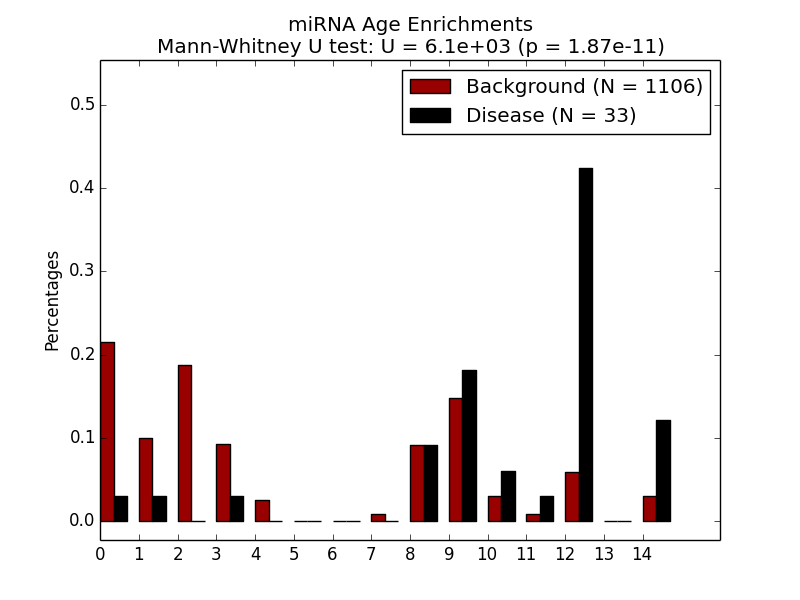 miRNA Age Enrichments
Mann-Whitney U test: U = 6.1e+03 (p = 1.87e-11)
Background (N = 1106)
Disease (N = 33)
Percentages
0.5
0.4
0.3
0.2
0.1
0.0
0 1 2 3 4 5 6 7 8 9 10 11 12 13 14